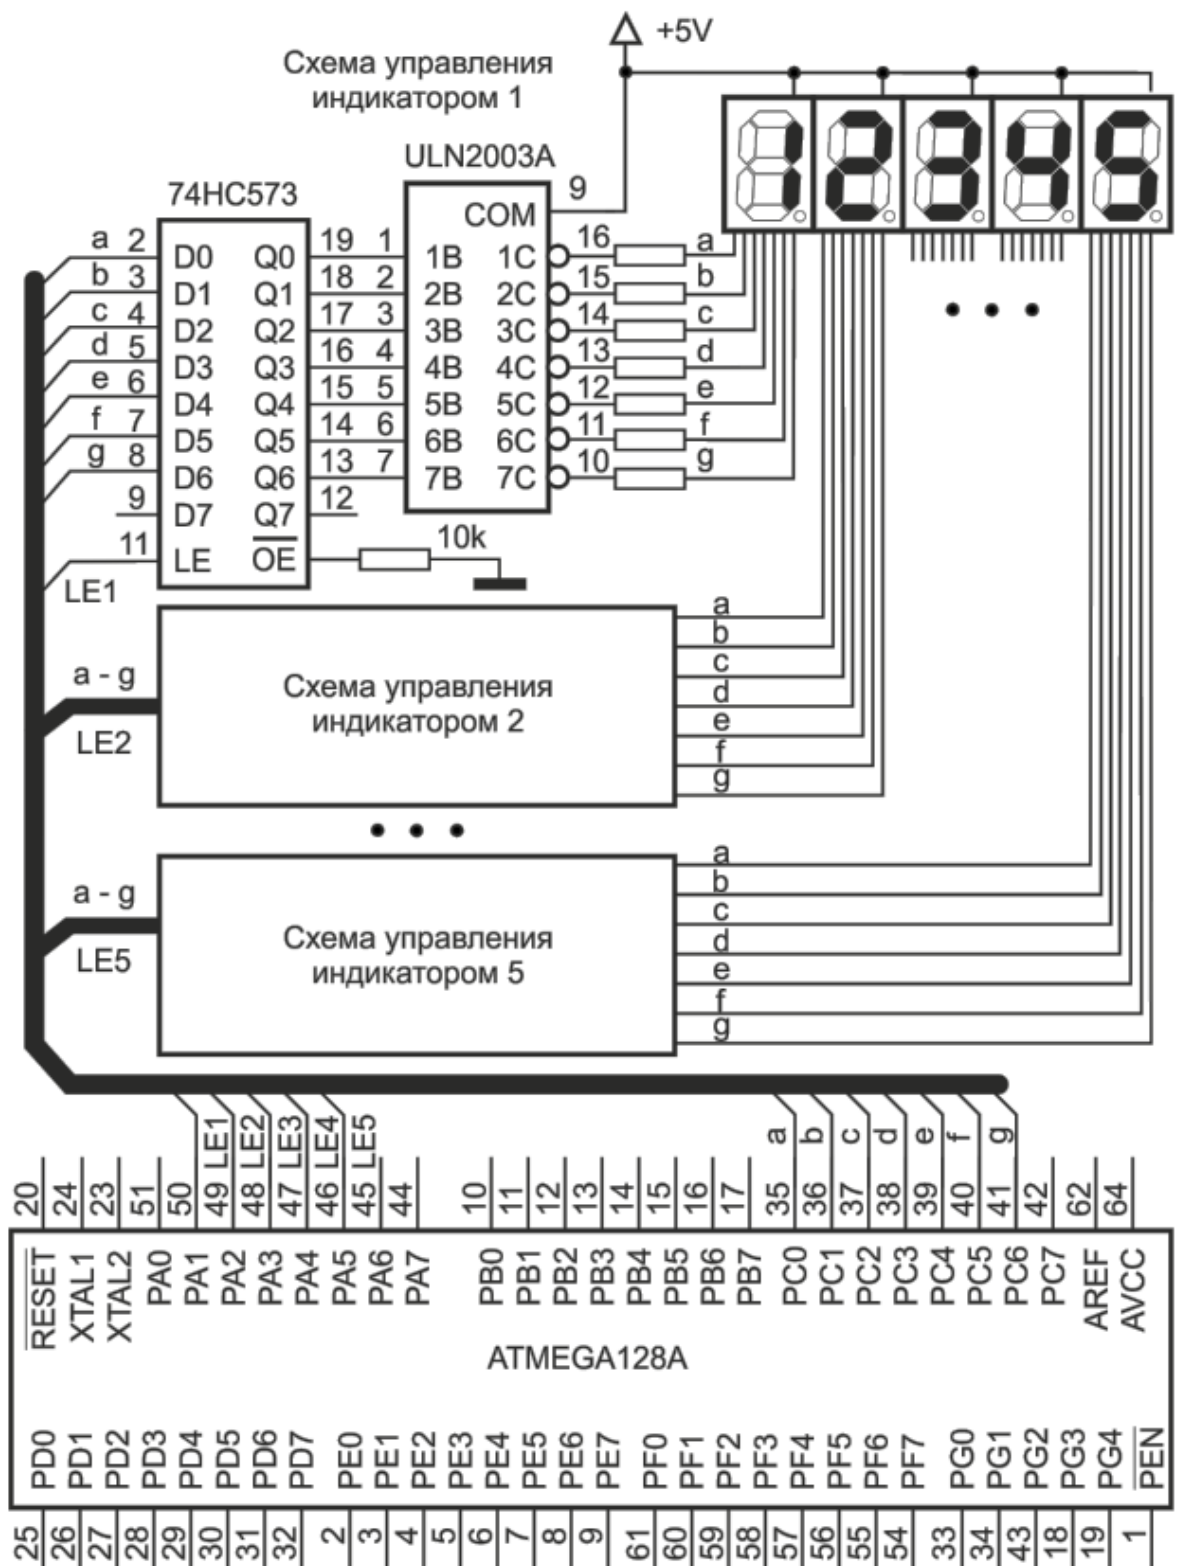 +5V
Схема управления
индикатором 1
ULN2003A
74HC573
COM 9
a 2 D0 Q0 19 1 1B 1C 16 a
b 3 D1 Q1 18 2 2B 2C 15 b
c 4 D2 Q2 17 3 3B 3C 14 c
d 5 D3 Q3 16 4 4B 4C 13 d
e 6 D4 Q4 15 5 5B 5C 12 e
f 7 D5 Q5 14 6 6B 6C 11 f
g 8 D6 Q6 13 7 7B 7C 10 g
9 D7 Q7 12
11 LE OE 10k
LE1
12345
a - g
LE2
Схема управления
индикатором 2
a
b
c
d
e
f
g
a - g
LE5
Схема управления
индикатором 5
a
b
c
d
e
f
g
LE1 LE2 LE3 LE4 LE5 a b c d e f g
20 24 23 51 50 49 48 47 46 45 44 10 11 12 13 14 15 16 17 35 36 37 38 39 40 41 42 62 64
RESET XTAL1 XTAL2 PA0 PA1 PA2 PA3 PA4 PA5 PA6 PA7 PB0 PB1 PB2 PB3 PB4 PB5 PB6 PB7 PC0 PC1 PC2 PC3 PC4 PC5 PC6 PC7 AREF AVCC
ATMEGA128A
PD0 PD1 PD2 PD3 PD4 PD5 PD6 PD7 PE0 PE1 PE2 PE3 PE4 PE5 PE6 PE7 PF0 PF1 PF2 PF3 PF4 PF5 PF6 PF7 PG0 PG1 PG2 PG3 PG4 PEN
25 26 27 28 29 30 31 32 2 3 4 5 6 7 8 9 61 60 59 58 57 56 55 54 33 34 43 18 19 1